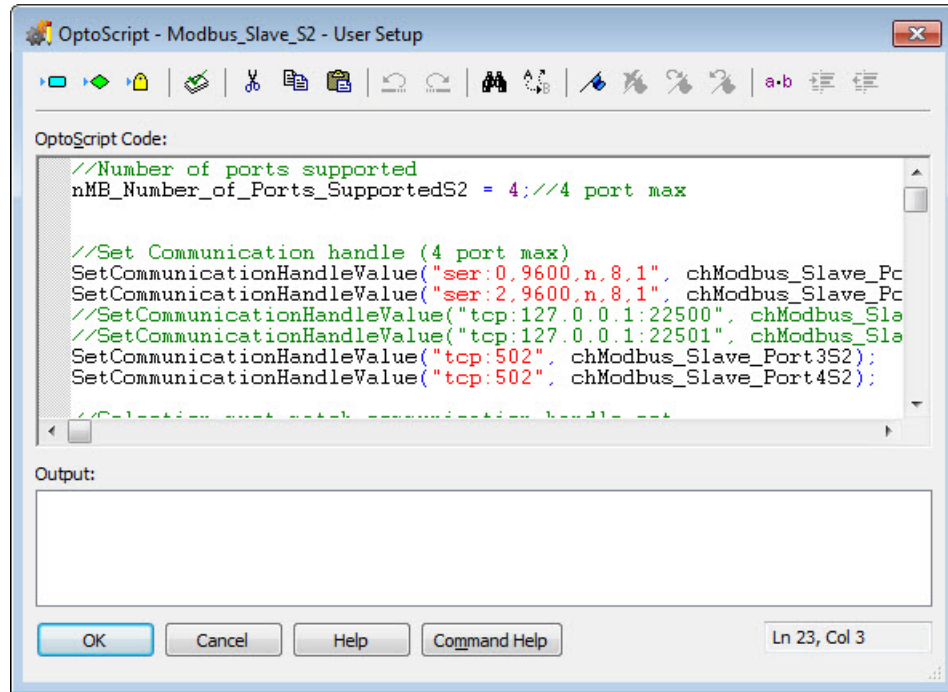 OptoScript - Modbus_Slave_S2 - User Setup
a•b
OptoScript Code:
//Number of ports supported
nMB_Number_of_Ports_SupportedS2 = 4;//4 port max
//Set Communication handle (4 port max)
SetCommunicationHandleValue("ser:0,9600,n,8,1", chModbus_Slave_Po
SetCommunicationHandleValue("ser:2,9600,n,8,1", chModbus_Slave_Po
//SetCommunicationHandleValue("tcp:127.0.0.1:22500", chModbus_Sla
//SetCommunicationHandleValue("tcp:127.0.0.1:22501", chModbus_Sla
SetCommunicationHandleValue("tcp:502", chModbus_Slave_Port3S2);
SetCommunicationHandleValue("tcp:502", chModbus_Slave_Port4S2);
Output:
OK Cancel Help Command Help Ln 23, Col 3